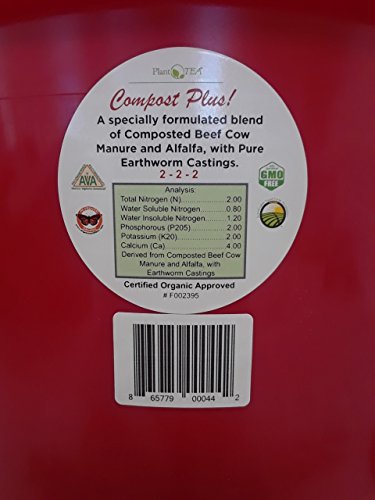 Plant TEA
Compost Plus!
A specially formulated blend
of Composted Beef Cow
Manure and Alfalfa, with Pure
Earthworm Castings.
2 - 2 - 2
AVA
GMO
FREE
Analysis:
Total Nitrogen (N) 2.00
Water Soluble Nitrogen 0.80
Water Insoluble Nitrogen 1.20
Phosphorous (P205) 2.00
Potassium (K20) 2.00
Calcium (Ca) 4.00
Derived from Composted Beef Cow
Manure and Alfalfa, with
Earthworm Castings
Certified Organic Approved
# F002395
8 65779 00044 2